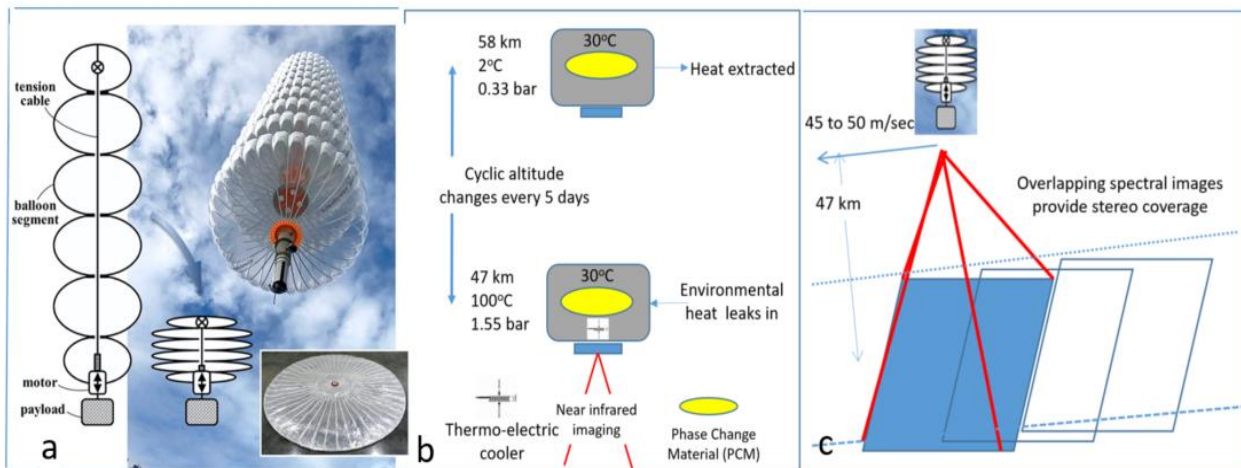 tension
cable
balloon
segment
motor
payload
a
58 km
2°C
0.33 bar
30°C
Heat extracted
Cyclic altitude
changes every 5 days
47 km
100°C
1.55 bar
30°C
Environmental
heat leaks in
Thermo-electric
cooler
Near infrared
imaging
Phase Change
Material (PCM)
b
45 to 50 m/sec
47 km
Overlapping spectral images
provide stereo coverage
c